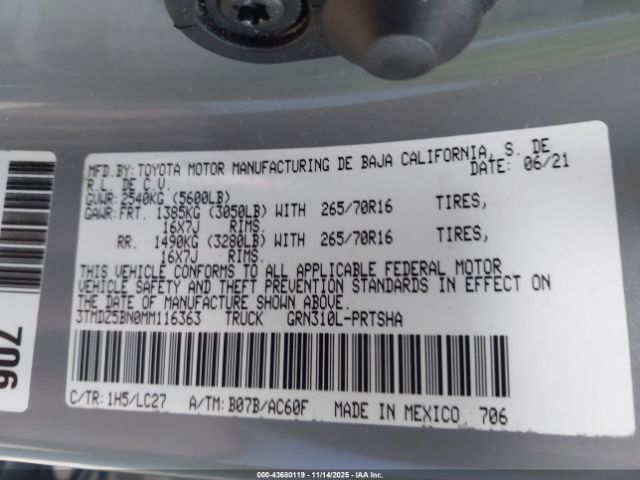 MFD.BY:TOYOTA MOTOR MANUFACTURING DE BAJA CALIFORNIA, S. DE
R.L. DE C.V. DATE: 06/21
GVWR:2540KG (5600LB)
GAWR:FRT. 1385KG (3050LB) WITH 265/70R16 TIRES,
16X7J RIMS.
RR. 1490KG (3280LB) WITH 265/70R16 TIRES,
16X7J RIMS.
THIS VEHICLE CONFORMS TO ALL APPLICABLE FEDERAL MOTOR
VEHICLE SAFETY AND THEFT PREVENTION STANDARDS IN EFFECT ON
THE DATE OF MANUFACTURE SHOWN ABOVE.
3TMDZ5BN0MM116363 TRUCK GRN310L-PRTSHA
C/TR:1H5/LC27 A/TM:B07B/AC60F MADE IN MEXICO 706
706
00-43680119 | 11/14/2025 - IAAI.COM